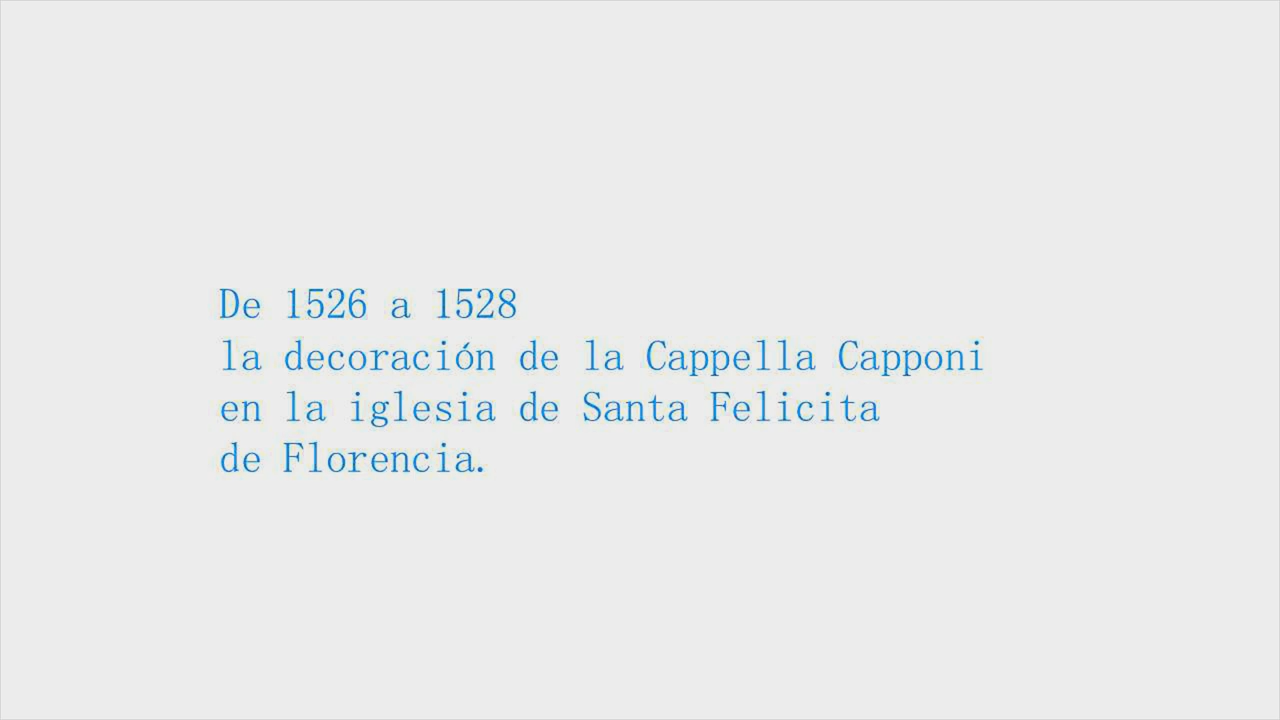 De 1526 a 1528
la decoración de la Cappella Capponi
en la iglesia de Santa Felicita
de Florencia.